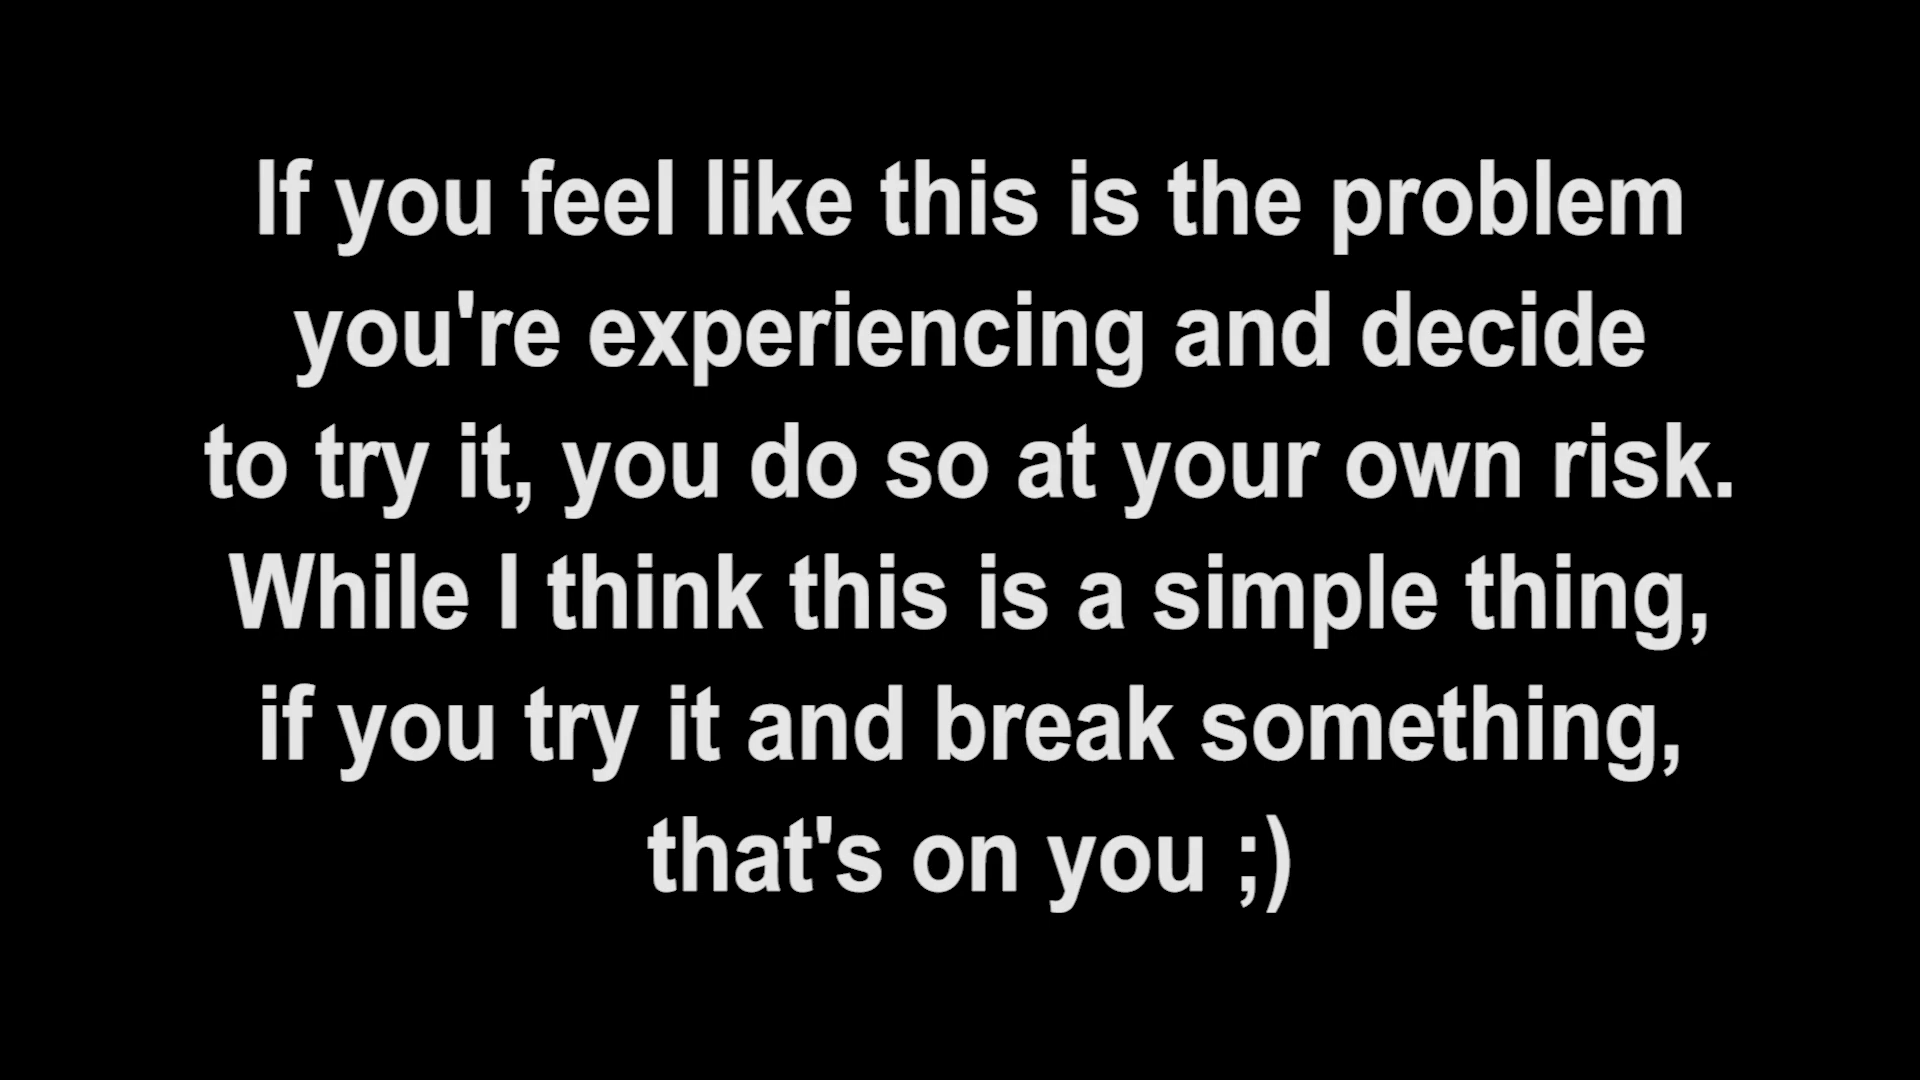 If you feel like this is the problem
you're experiencing and decide
to try it, you do so at your own risk.
While I think this is a simple thing,
if you try it and break something,
that's on you ;)